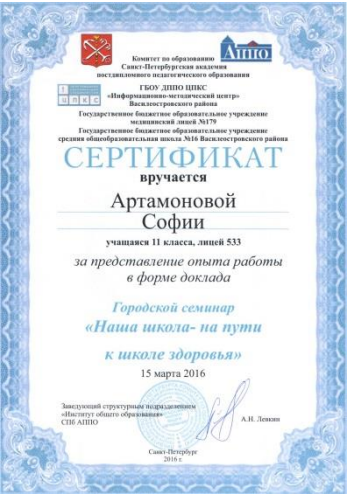 АППО
Комитет по образованию
Санкт-Петербургская академия
постдипломного педагогического образования
ГБОУ ДППО ЦПКС
«Информационно-методический центр»
Василеостровского района
ЦПКС
Государственное бюджетное образовательное учреждение
медицинский лицей №179
Государственное бюджетное образовательное учреждение
средняя общеобразовательная школа №16 Василеостровского района
СЕРТИФИКАТ
вручается
Артамоновой
Софии
учащаяся 11 класса, лицей 533
за представление опыта работы
в форме доклада
Городской семинар
«Наша школа- на пути
к школе здоровья»
15 марта 2016
Заведующий структурным подразделением
«Институт общего образования»
СПб АППО
А.Н. Левкин
Санкт-Петербург
2016 г.